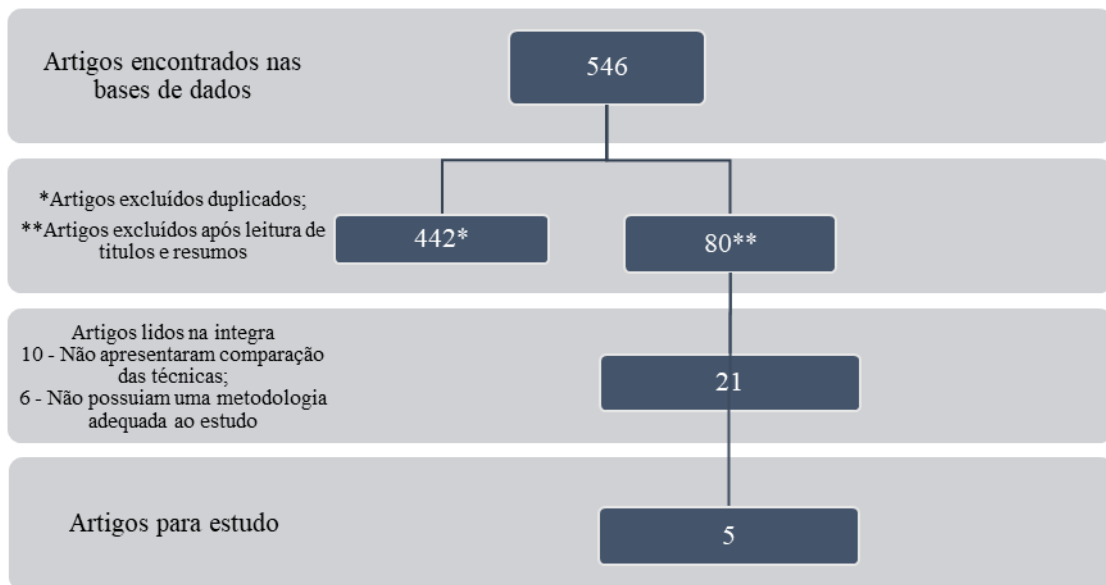 Artigos encontrados nas
bases de dados
546
*Artigos excluídos duplicados;
**Artigos excluídos após leitura de
titulos e resumos
442*
80**
Artigos lidos na integra
10 - Não apresentaram comparação
das técnicas;
6 - Não possuiam uma metodologia
adequada ao estudo
21
Artigos para estudo
5